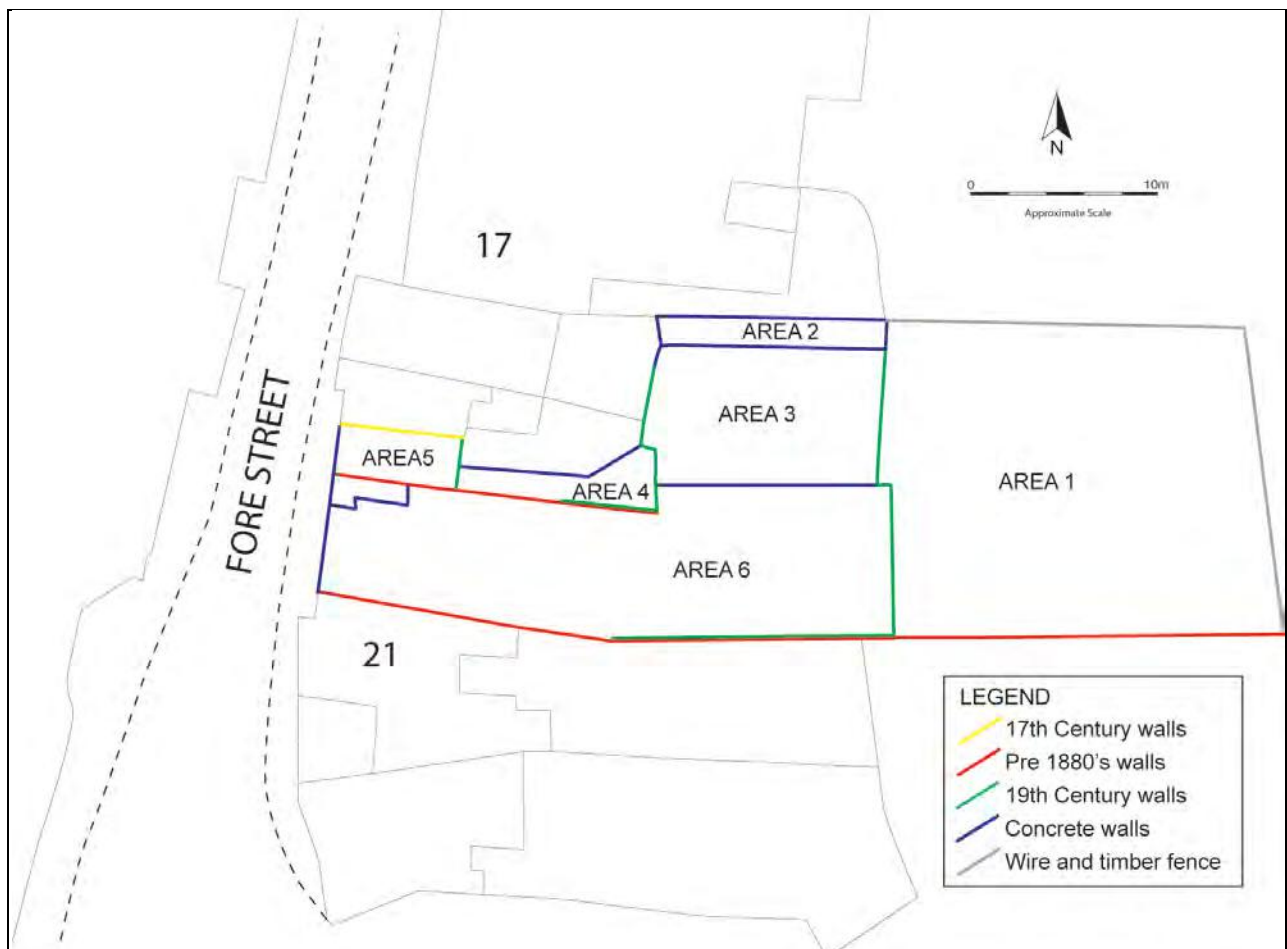 N
0 10m
Approximate Scale
17
AREA 2
AREA 3
FORE STREET
AREA5
AREA 4
AREA 1
AREA 6
21
LEGEND
17th Century walls
Pre 1880's walls
19th Century walls
Concrete walls
Wire and timber fence